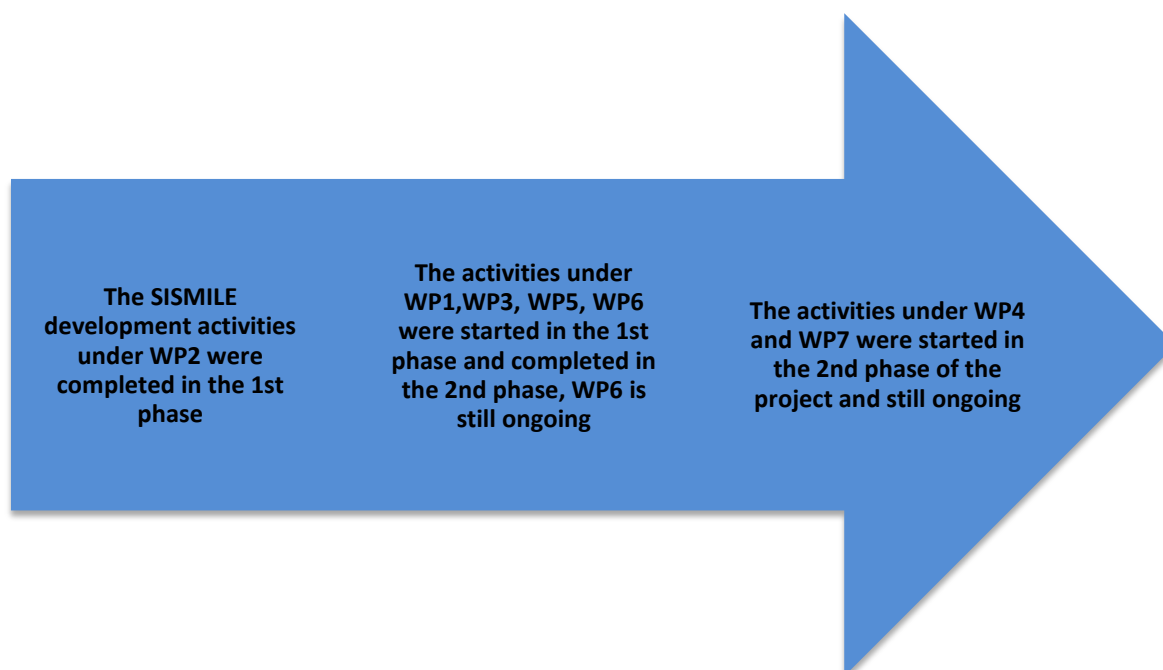 The SISMILE
development activities
under WP2 were
completed in the 1st
phase
The activities under
WP1,WP3, WP5, WP6
were started in the 1st
phase and completed in
the 2nd phase, WP6 is
still ongoing
The activities under WP4
and WP7 were started in
the 2nd phase of the
project and still ongoing